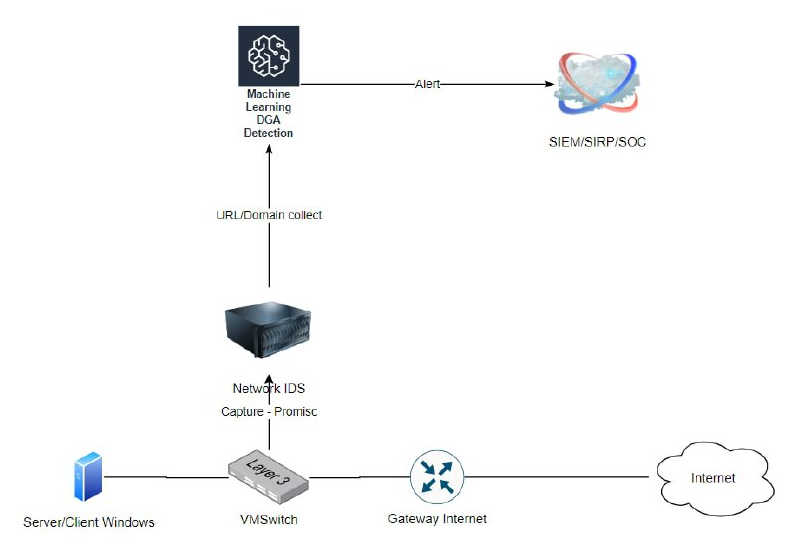 Machine
Learning
DGA
Detection
Alert
SIEM/SIRP/SOC
URL/Domain collect
Network IDS
Capture - Promisc
Layer 3
Server/Client Windows
VMSwitch
Gateway Internet
Internet